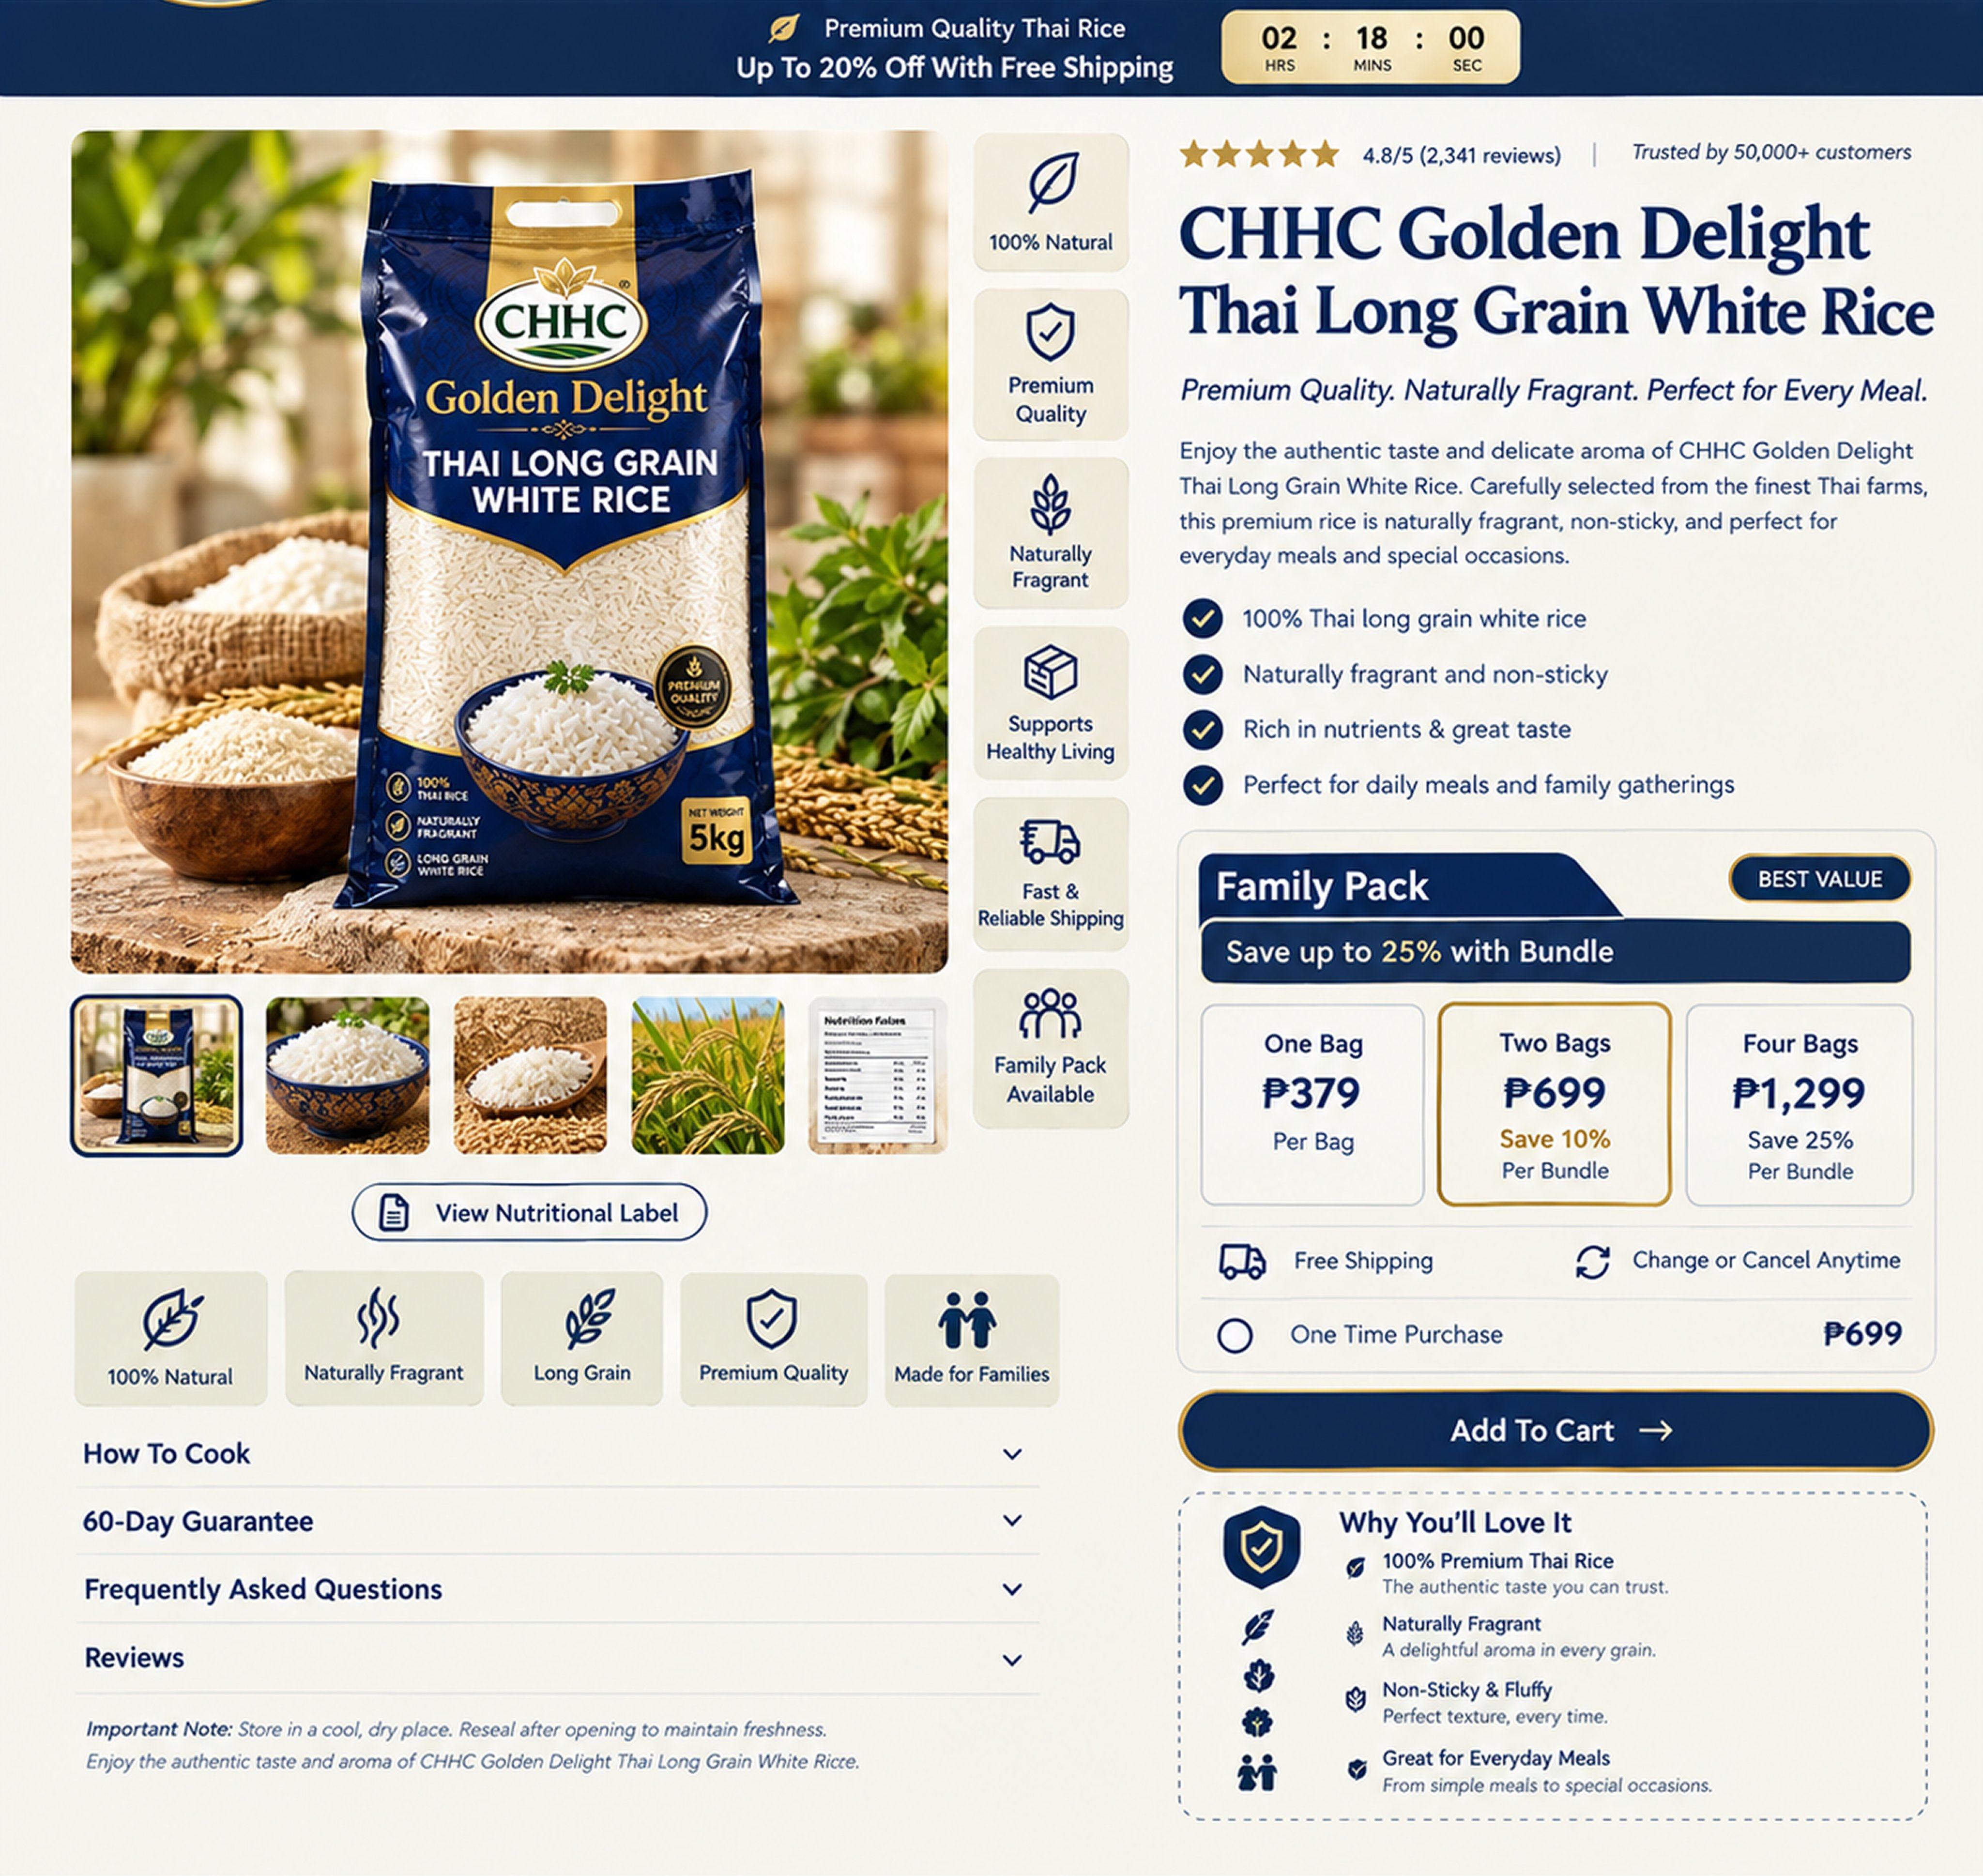 Premium Quality Thai Rice
Up To 20% Off With Free Shipping
02 : 18 : 00
HRS MINS SEC
CHHC
®
Golden Delight
THAI LONG GRAIN
WHITE RICE
PREMIUM
QUALITY
100%
THAI RICE
NATURALLY
FRAGRANT
LONG GRAIN
WHITE RICE
NET WEIGHT
5kg
100% Natural
Premium
Quality
Naturally
Fragrant
Supports
Healthy Living
Fast &
Reliable Shipping
Family Pack
Available
View Nutritional Label
100% Natural
Naturally Fragrant
Long Grain
Premium Quality
Made for Families
How To Cook
60-Day Guarantee
Frequently Asked Questions
Reviews
Important Note: Store in a cool, dry place. Reseal after opening to maintain freshness.
Enjoy the authentic taste and aroma of CHHC Golden Delight Thai Long Grain White
4.8/5 (2,341 reviews) | Trusted by 50,000+ customers
CHHC Golden Delight
Thai Long Grain White Rice
Premium Quality. Naturally Fragrant. Perfect for Every Meal.
Enjoy the authentic taste and delicate aroma of CHHC Golden Delight
Thai Long Grain White Rice. Carefully selected from the finest Thai farms,
this premium rice is naturally fragrant, non-sticky, and perfect for
everyday meals and special occasions.
100% Thai long grain white rice
Naturally fragrant and non-sticky
Rich in nutrients & great taste
Perfect for daily meals and family gatherings
Family Pack
BEST VALUE
Save up to 25% with Bundle
One Bag
₱379
Per Bag
Two Bags
₱699
Save 10%
Per Bundle
Four Bags
₱1,299
Save 25%
Per Bundle
Free Shipping
Change or Cancel Anytime
One Time Purchase
₱699
Add To Cart →
Why You'll Love It
100% Premium Thai Rice
The authentic taste you can trust.
Naturally Fragrant
A delightful aroma in every grain.
Non-Sticky & Fluffy
Perfect texture, every time.
Great for Everyday Meals
From simple meals to special occasions.